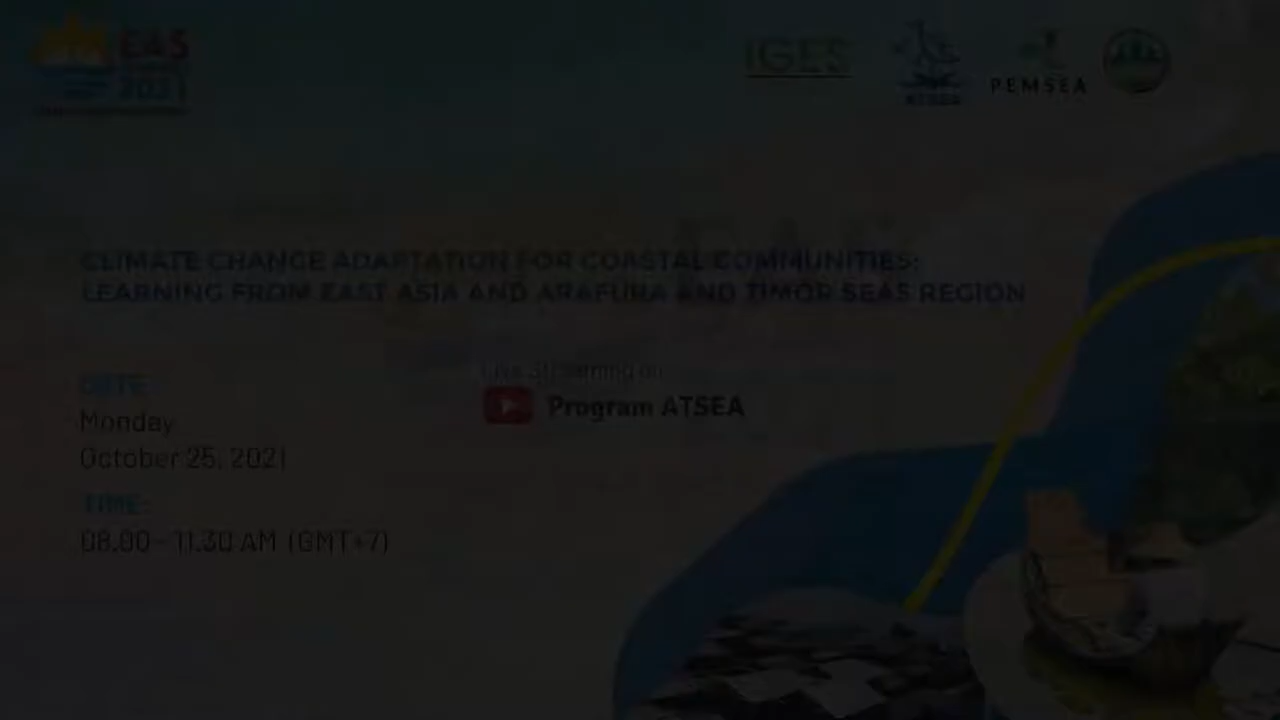 EAS
2021
IGES
ATSEA
PEMSEA
CLIMATE CHANGE ADAPTATION FOR COASTAL COMMUNITIES:
LEARNING FROM EAST ASIA AND ARAFURA AND TIMOR SEAS REGION
Live Streaming on
Program ATSEA
DATE:
Monday
October 25, 2021
TIME:
08.00 - 11.30 AM (GMT+7)